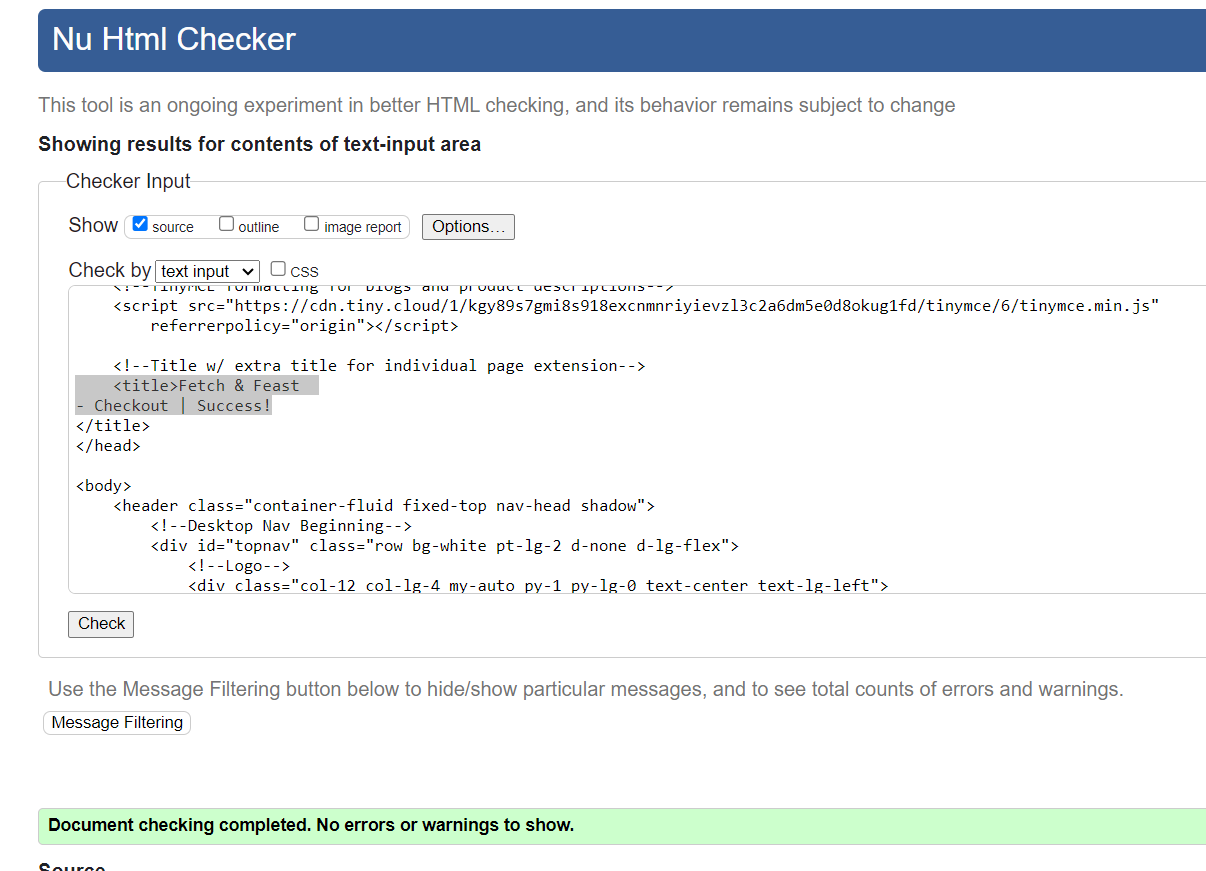 Nu Html Checker
This tool is an ongoing experiment in better HTML checking, and its behavior remains subject to change
Showing results for contents of text-input area
Checker Input
Show source outline image report Options...
Check by text input CSS
<!--TinyMCE formatting for blogs and product descriptions-->
<script src="https://cdn.tiny.cloud/1/kgy89s7gmi8s918excnmnriyievzl3c2a6dm5e0d8okug1fd/tinymce/6/tinymce.min.js"
referrerpolicy="origin"></script>
<!--Title w/ extra title for individual page extension-->
<title>Fetch & Feast
- Checkout | Success!
</title>
</head>
<body>
<header class="container-fluid fixed-top nav-head shadow">
<!--Desktop Nav Beginning-->
<div id="topnav" class="row bg-white pt-lg-2 d-none d-lg-flex">
<!--Logo-->
<div class="col-12 col-lg-4 my-auto py-1 py-lg-0 text-center text-lg-left">
Check
Use the Message Filtering button below to hide/show particular messages, and to see total counts of errors and warnings.
Message Filtering
Document checking completed. No errors or warnings to show.
Source